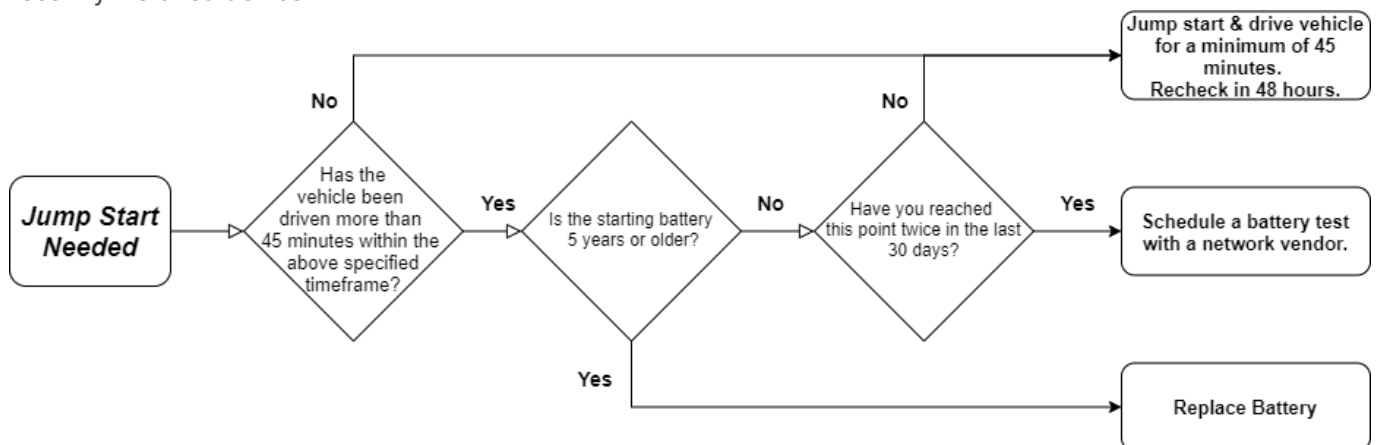 Jump start & drive vehicle
for a minimum of 45
minutes.
Recheck in 48 hours.
No
No
Has the
vehicle been
driven more than
45 minutes within the
above specified
timeframe?
Jump Start
Needed
Yes
Is the starting battery
5 years or older?
No
Have you reached
this point twice in the last
30 days?
Yes
Schedule a battery test
with a network vendor.
Yes
Replace Battery